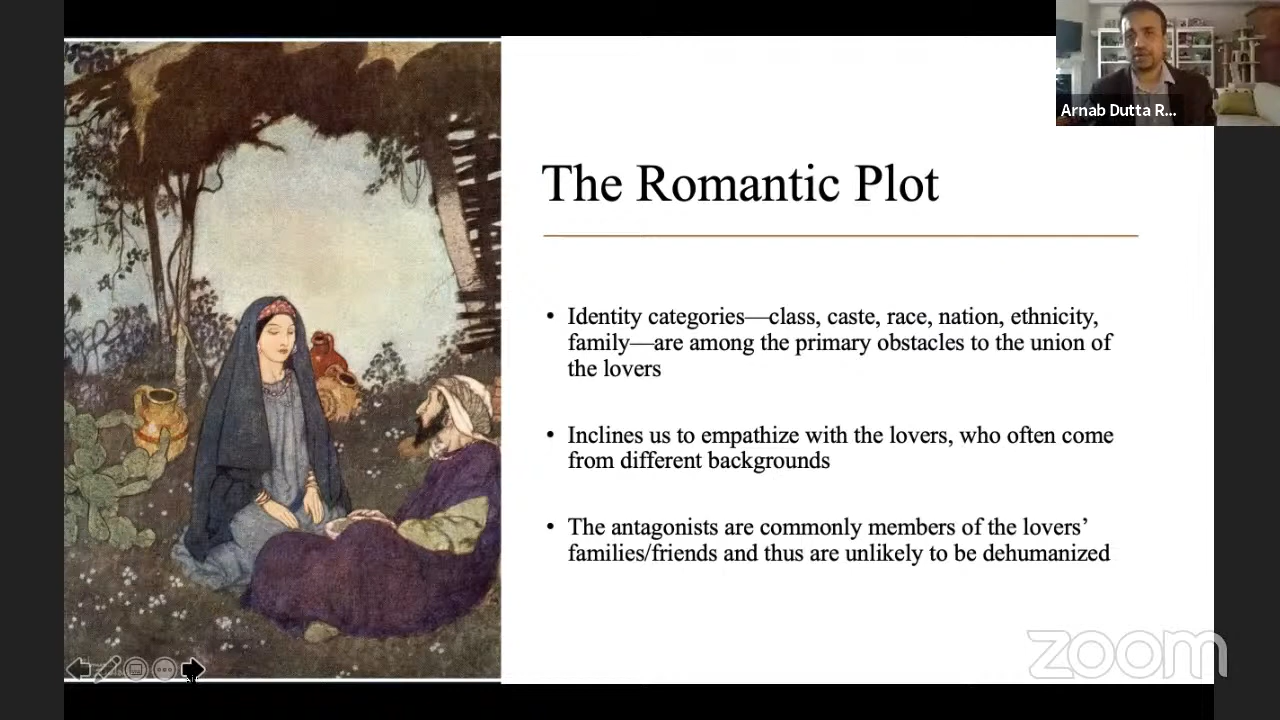 Arnab Dutta R...
The Romantic Plot
• Identity categories—class, caste, race, nation, ethnicity,
family—are among the primary obstacles to the union of
the lovers
• Inclines us to empathize with the lovers, who often come
from different backgrounds
• The antagonists are commonly members of the lovers’
families/friends and thus are unlikely to be dehumanized
zoom